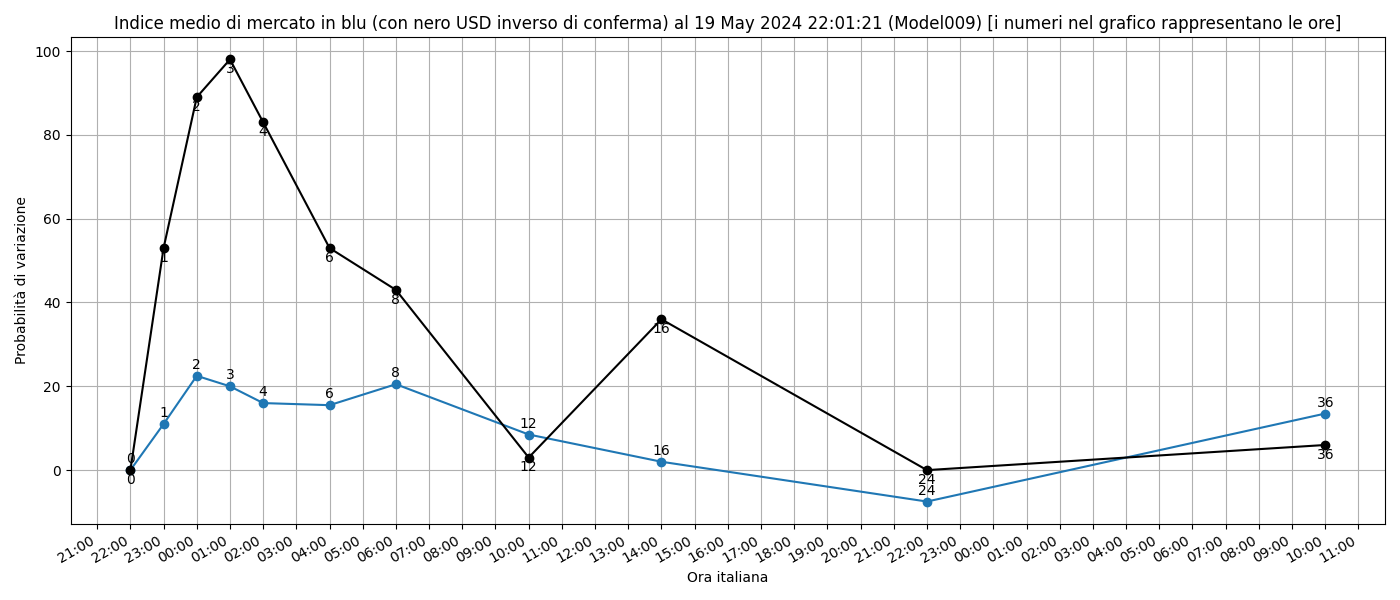 Indice medio di mercato in blu (con nero USD inverso di conferma) al 19 May 2024 22:01:21 (Model009) [i numeri nel grafico rappresentano le ore]
Probabilità di variazione
100
80
60
40
20
0
0 1 2 3 4 6 8 12 16 24 36
0 1 2 3 4 6 8 12 16 24 36
21:00 22:00 23:00 00:00 01:00 02:00 03:00 04:00 05:00 06:00 07:00 08:00 09:00 10:00 11:00 12:00 13:00 14:00 15:00 16:00 17:00 18:00 19:00 20:00 21:00 22:00 23:00 00:00 01:00 02:00 03:00 04:00 05:00 06:00 07:00 08:00 09:00 10:00 11:00
Ora italiana